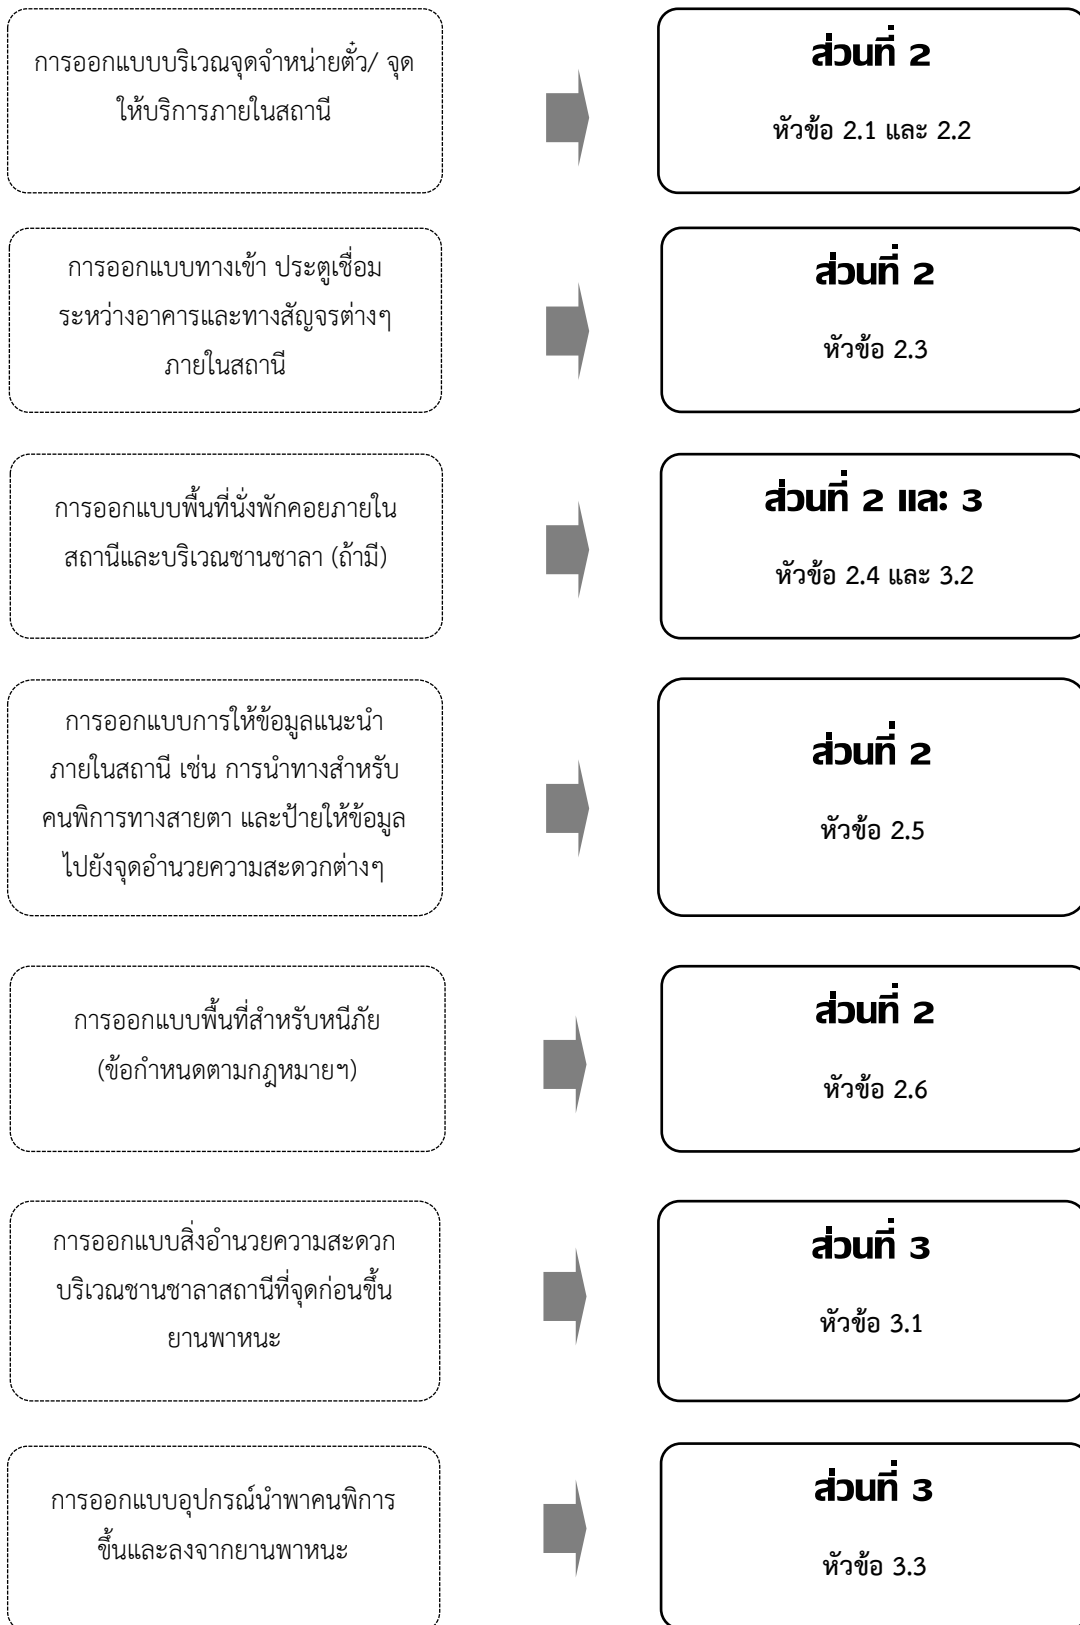 การออกแบบบริเวณจุดจำหน่ายตั๋ว/ จุด
ให้บริการภายในสถานี
ส่วนที่ 2
หัวข้อ 2.1 และ 2.2
การออกแบบทางเข้า ประตูเชื่อม
ระหว่างอาคารและทางสัญจรต่างๆ
ภายในสถานี
ส่วนที่ 2
หัวข้อ 2.3
การออกแบบพื้นที่นั่งพักคอยภายใน
สถานีและบริเวณชานชาลา (ถ้ามี)
ส่วนที่ 2 และ 3
หัวข้อ 2.4 และ 3.2
การออกแบบการให้ข้อมูลแนะนำ
ภายในสถานี เช่น การนำทางสำหรับ
คนพิการทางสายตา และป้ายให้ข้อมูล
ไปยังจุดอำนวยความสะดวกต่างๆ
ส่วนที่ 2
หัวข้อ 2.5
การออกแบบพื้นที่สำหรับหนีภัย
(ข้อกำหนดตามกฎหมายฯ)
ส่วนที่ 2
หัวข้อ 2.6
การออกแบบสิ่งอำนวยความสะดวก
บริเวณชานชาลาสถานีที่จุดก่อนขึ้น
ยานพาหนะ
ส่วนที่ 3
หัวข้อ 3.1
การออกแบบอุปกรณ์นำพาคนพิการ
ขึ้นและลงจากยานพาหนะ
ส่วนที่ 3
หัวข้อ 3.3